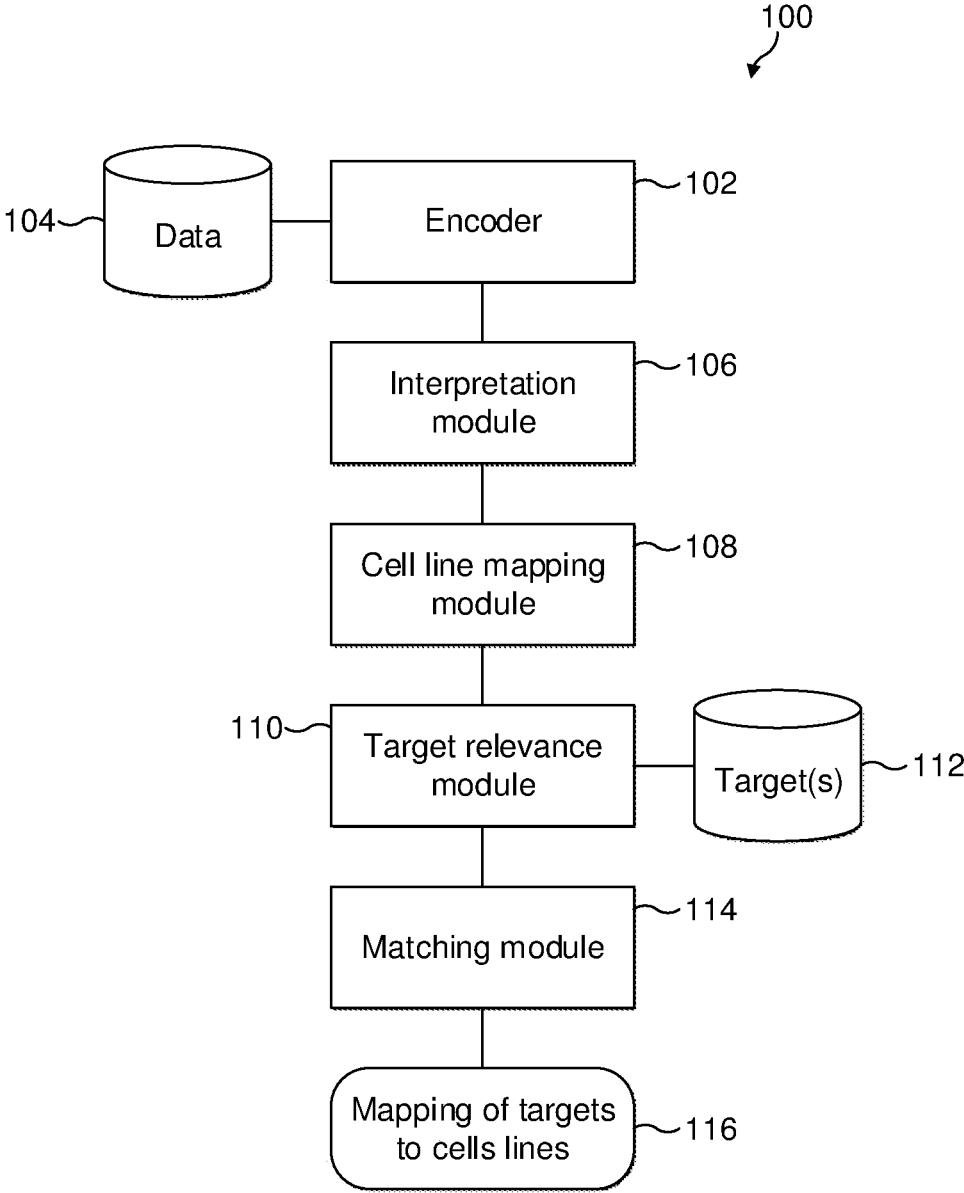 100
102
104
Data
Encoder
106
Interpretation
module
108
Cell line mapping
module
110
Target relevance
module
Target(s)
112
114
Matching module
Mapping of targets
to cells lines
116